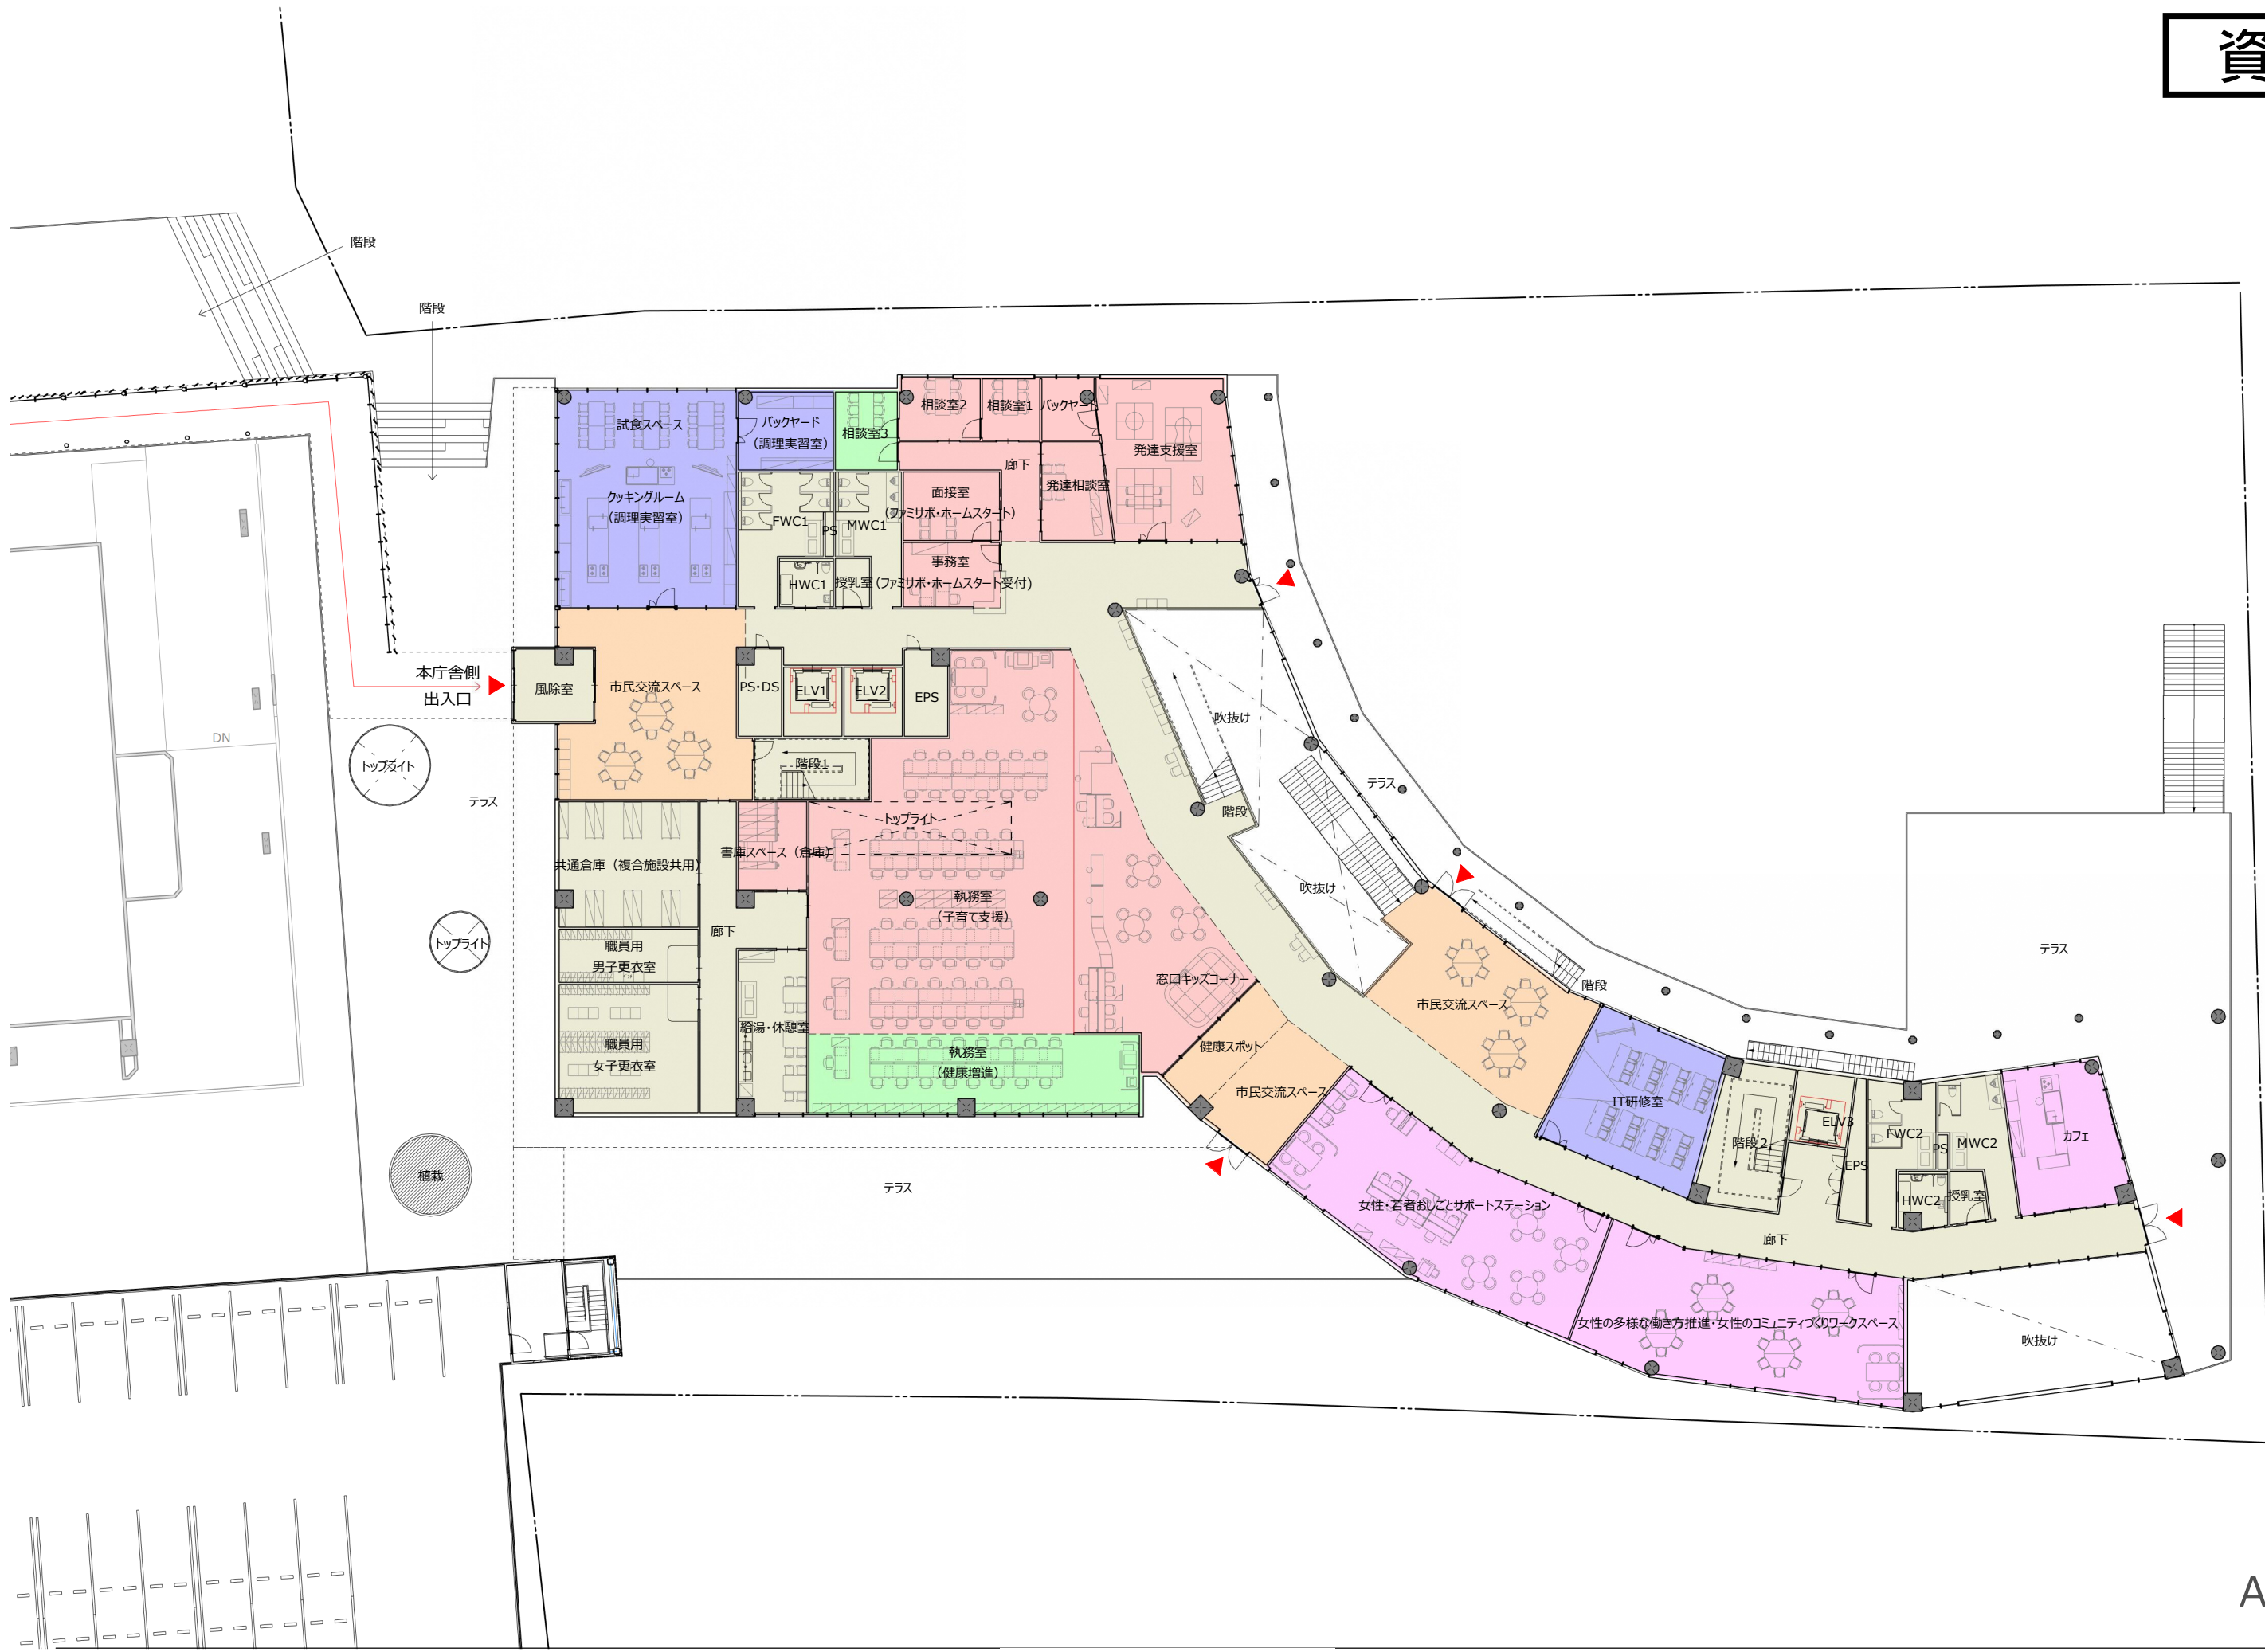 資
階段
階段
試食スペース
バックヤード
（調理実習室）
相談室3
相談室2
相談室1
バックヤード
発達支援室
廊下
発達相談室
クッキングルーム
（調理実習室）
面接室
（ファミサポ・ホームスタート）
FWC1
PS
MWC1
事務室
（ファミサポ・ホームスタート受付）
HWC1
授乳室
本庁舎側
出入口
風除室
市民交流スペース
PS・DS
ELV1
ELV2
EPS
吹抜け
DN
トップライト
階段1
テラス
テラス
階段
トップライト
共通倉庫（複合施設共用）
書庫スペース（倉庫）
吹抜け
執務室
（子育て支援）
廊下
トップライト
職員用
男子更衣室
テラス
窓口キッズコーナー
階段
市民交流スペース
給湯・休憩室
職員用
女子更衣室
健康スポット
執務室
（健康増進）
市民交流スペース
IT研修室
階段2
ELV3
EPS
FWC2
PS
MWC2
カフェ
HWC2
授乳室
植栽
テラス
女性・若者おしごとサポートステーション
廊下
女性の多様な働き方推進・女性のコミュニティづくりワークスペース
吹抜け
A